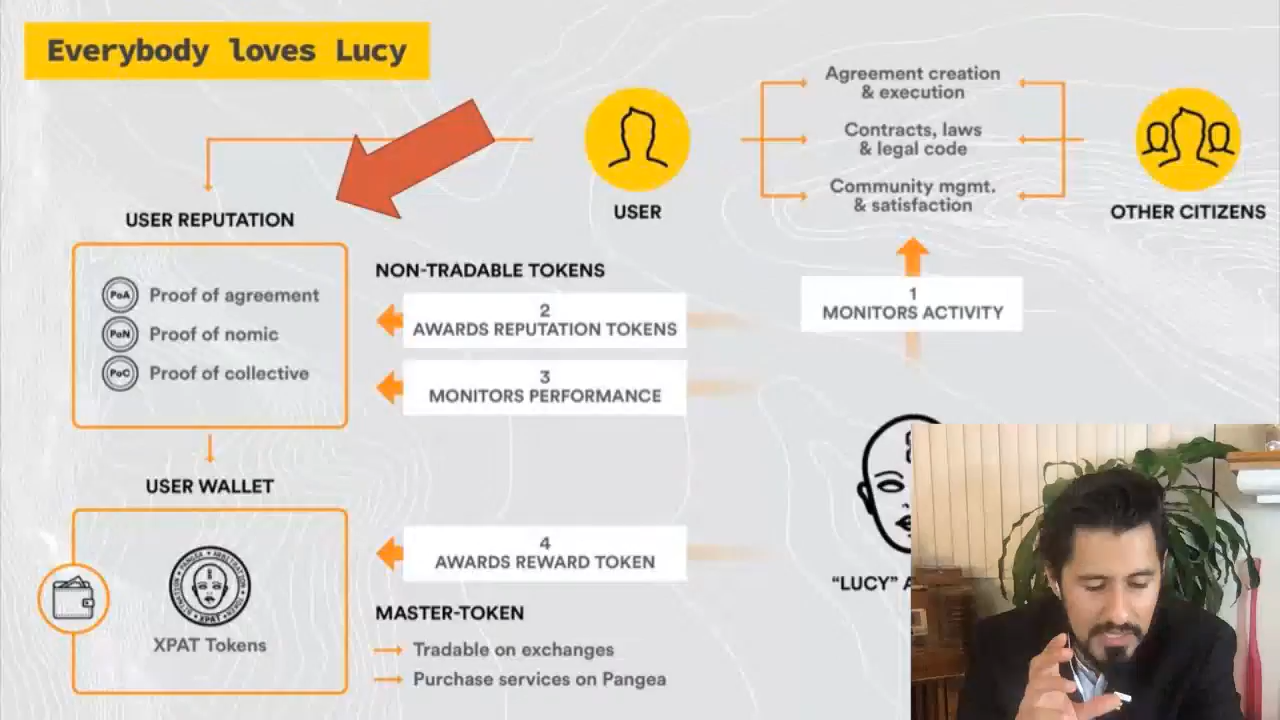 Everybody loves Lucy
Agreement creation
& execution
Contracts, laws
& legal code
Community mgmt.
& satisfaction
USER
OTHER CITIZENS
USER REPUTATION
PoA Proof of agreement
PoN Proof of nomic
PoC Proof of collective
NON-TRADABLE TOKENS
2
AWARDS REPUTATION TOKENS
3
MONITORS PERFORMANCE
1
MONITORS ACTIVITY
USER WALLET
XPAT
XPAT Tokens
4
AWARDS REWARD TOKEN
MASTER-TOKEN
Tradable on exchanges
Purchase services on Pangea
“LUCY” A